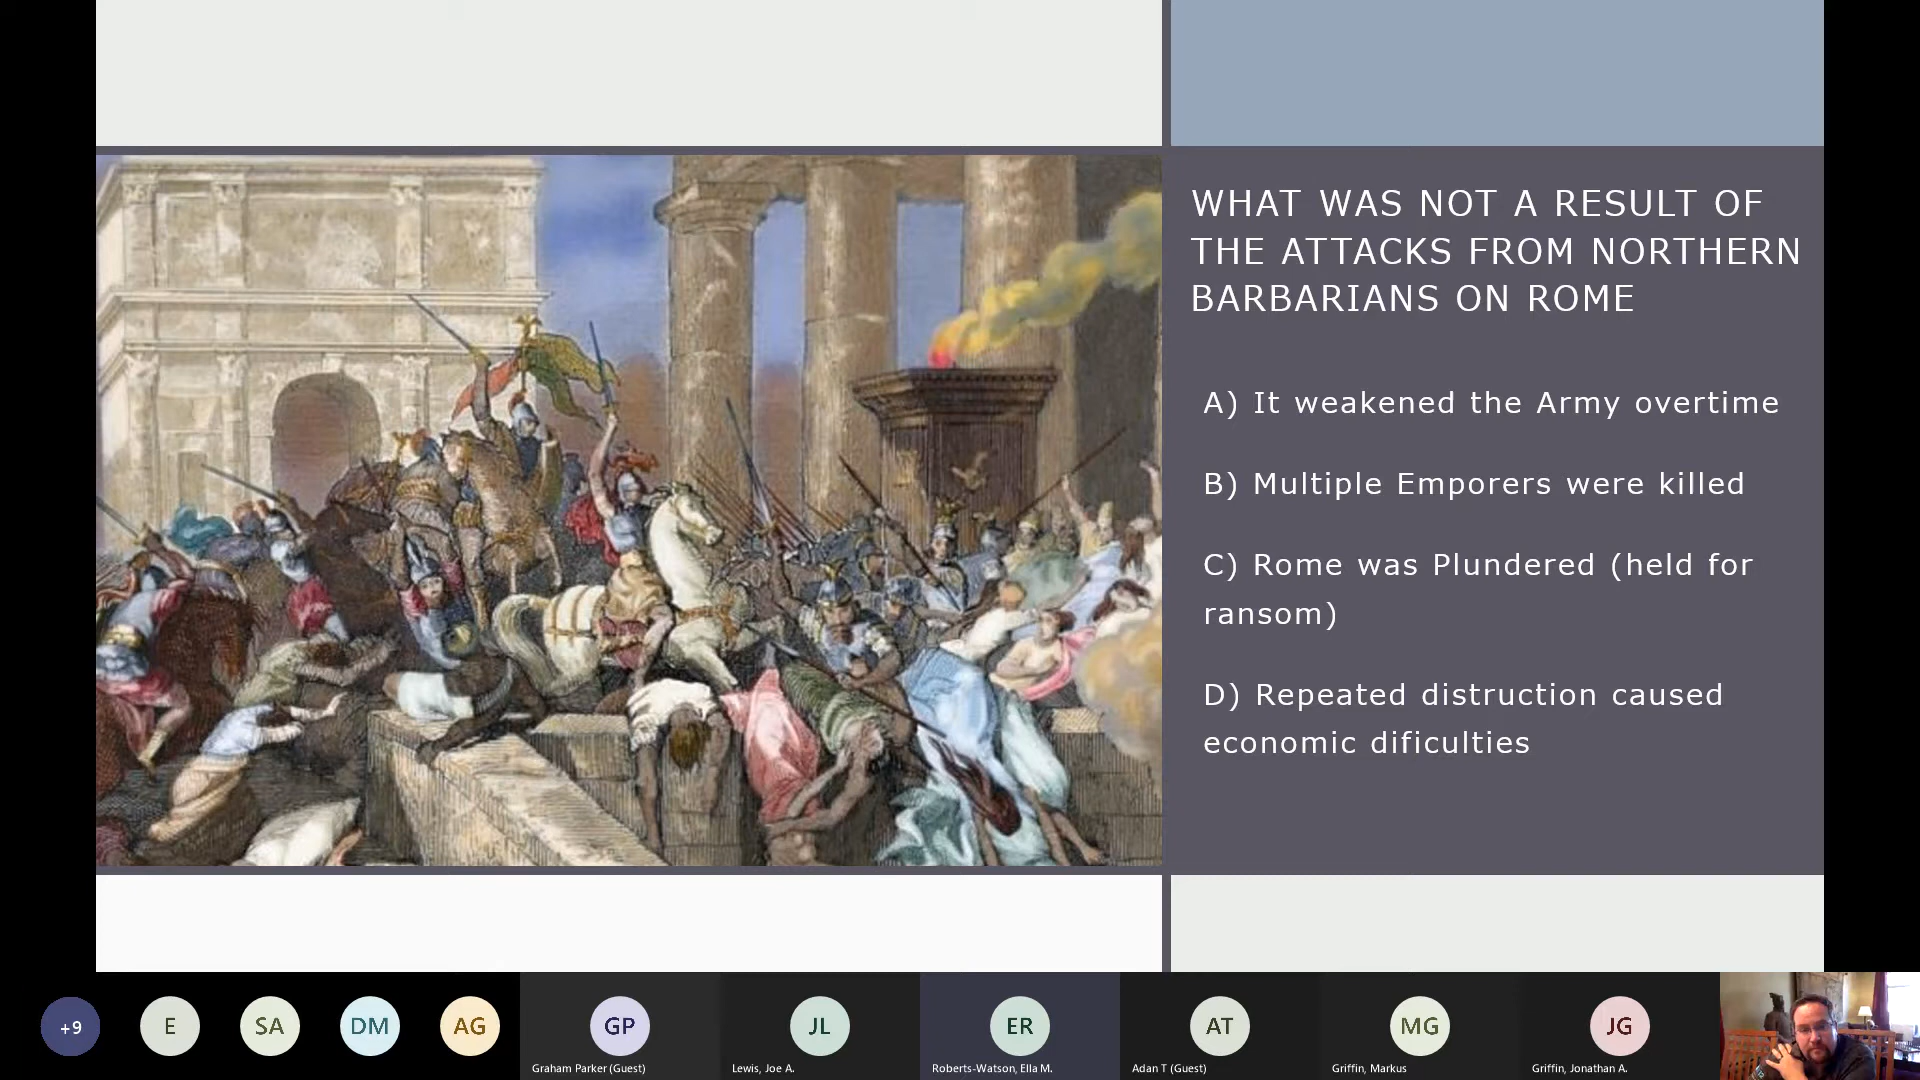 WHAT WAS NOT A RESULT OF
THE ATTACKS FROM NORTHERN
BARBARIANS ON ROME
A) It weakened the Army overtime
B) Multiple Emporers were killed
C) Rome was Plundered (held for
ransom)
D) Repeated distruction caused
economic dificulties
+9
E
SA
DM
AG
GP
JL
ER
AT
MG
JG
Graham Parker (Guest)
Lewis, Joe A.
Roberts-Watson, Ella M.
Adan T (Guest)
Griffin, Markus
Griffin, Jonathan A.